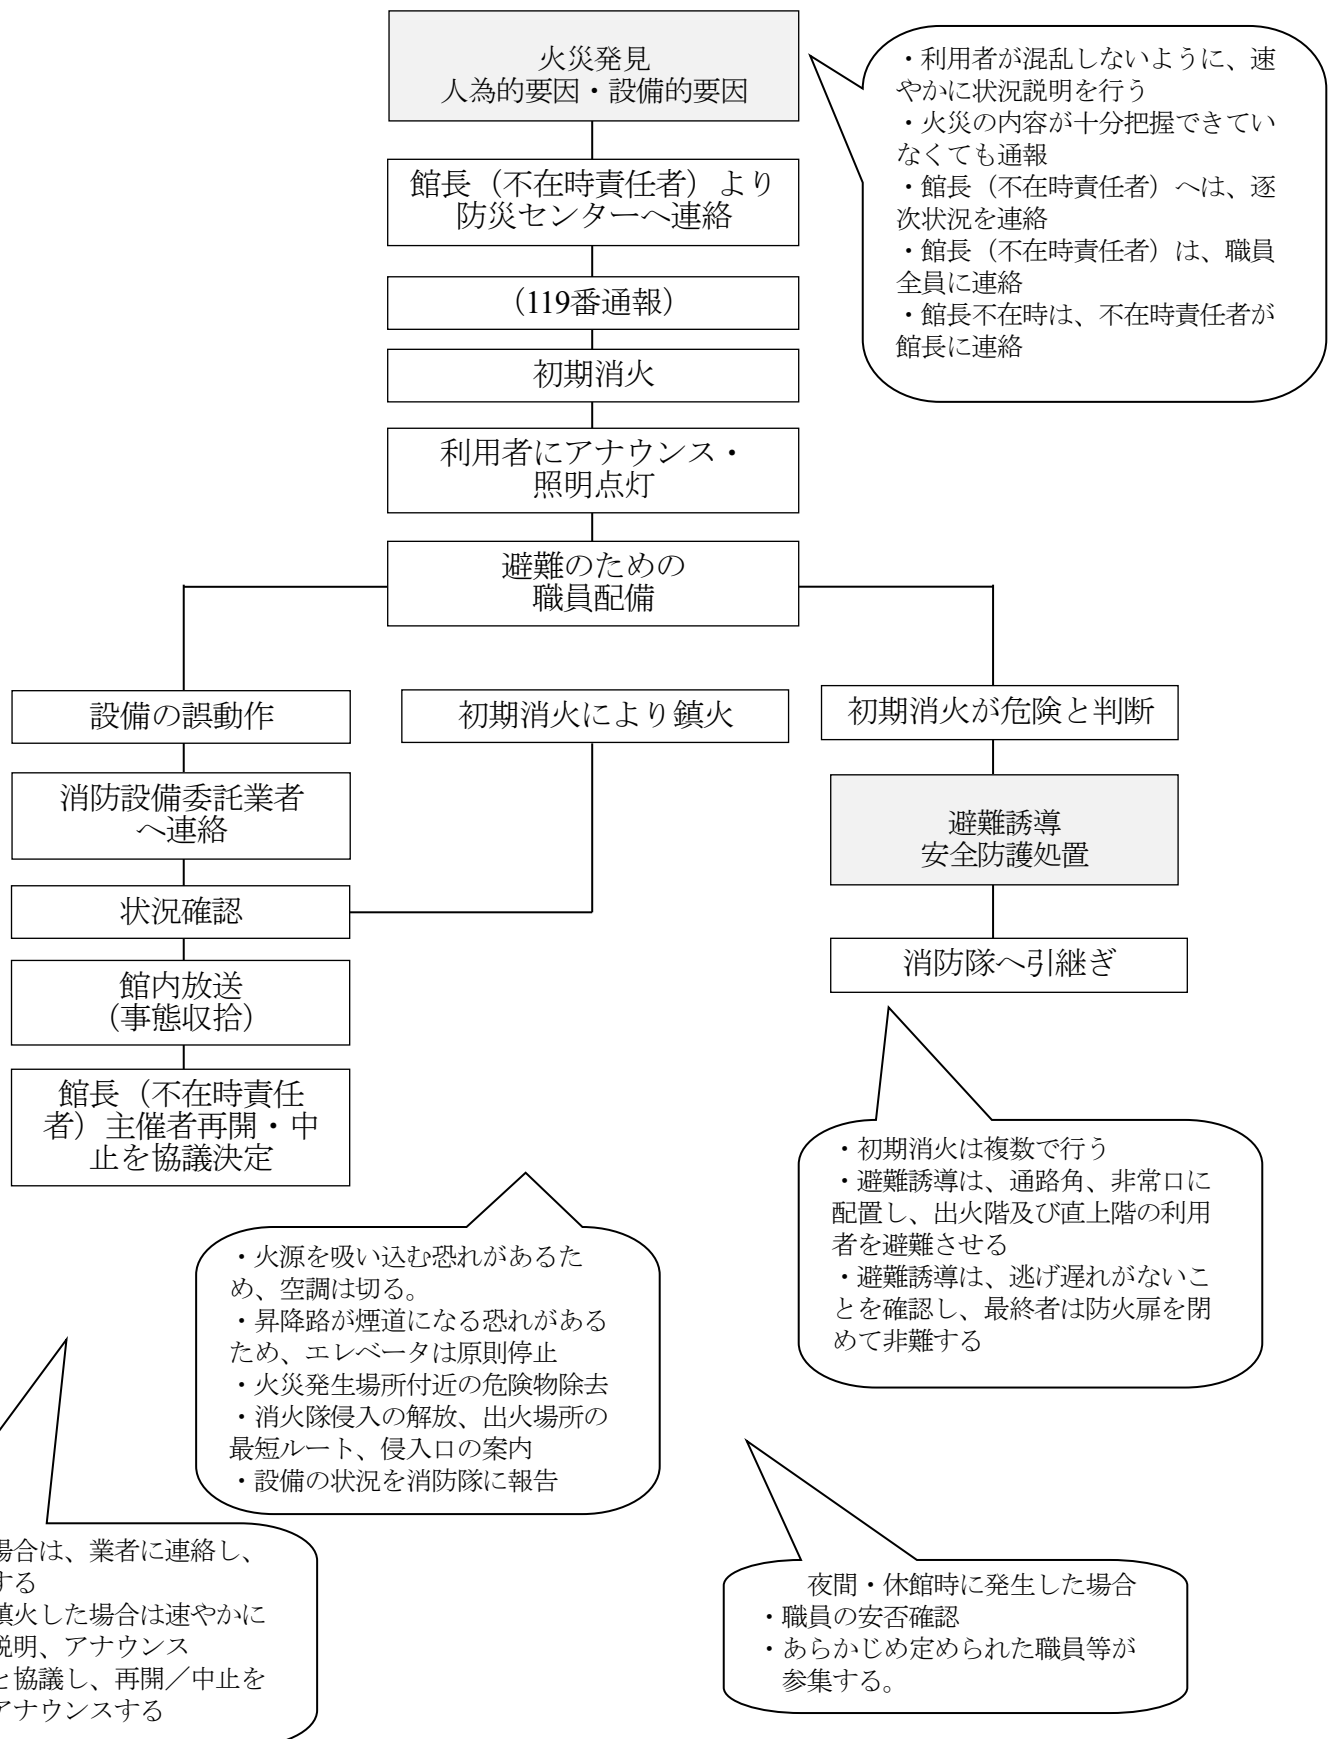 火災発見
人為的要因・設備的要因
・利用者が混乱しないように、速
やかに状況説明を行う
・火災の内容が十分把握できてい
なくても通報
・館長（不在時責任者）へは、逐
次状況を連絡
・館長（不在時責任者）は、職員
全員に連絡
・館長不在時は、不在時責任者が
館長に連絡
館長（不在時責任者）より
防災センターへ連絡
（119番通報）
初期消火
利用者にアナウンス・
照明点灯
避難のための
職員配備
設備の誤動作
消防設備委託業者
へ連絡
状況確認
館内放送
（事態収拾）
館長（不在時責任
者）主催者再開・中
止を協議決定
初期消火により鎮火
初期消火が危険と判断
避難誘導
安全防護処置
消防隊へ引継ぎ
・初期消火は複数で行う
・避難誘導は、通路角、非常口に
配置し、出火階及び直上階の利用
者を避難させる
・避難誘導は、逃げ遅れがないこ
とを確認し、最終者は防火扉を閉
めて非難する
・火源を吸い込む恐れがあるた
め、空調は切る。
・昇降路が煙道になる恐れがある
ため、エレベータは原則停止
・火災発生場所付近の危険物除去
・消火隊侵入の解放、出火場所の
最短ルート、侵入口の案内
・設備の状況を消防隊に報告
場合は、業者に連絡し、
する
鎮火した場合は速やかに
説明、アナウンス
と協議し、再開／中止を
アナウンスする
夜間・休館時に発生した場合
・職員の安否確認
・あらかじめ定められた職員等が
参集する。